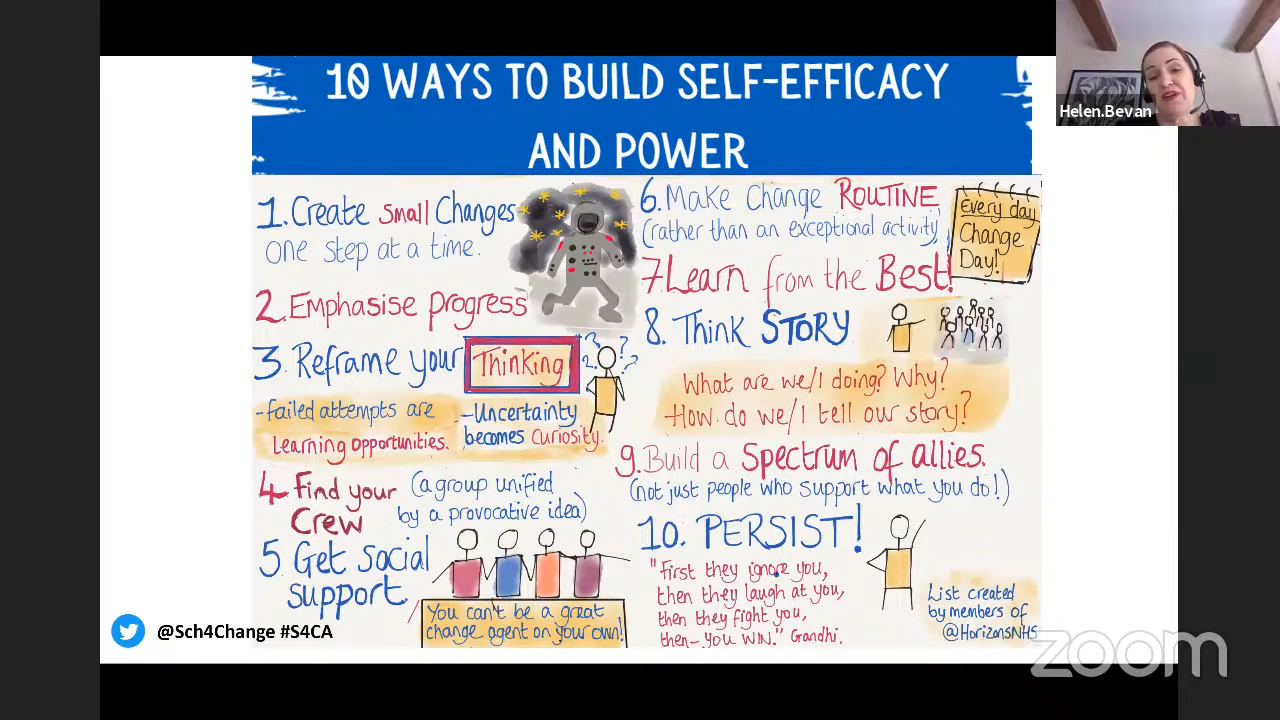 10 WAYS TO BUILD SELF-EFFICACY
AND POWER
1. Create Small Changes
one step at a time.
2. Emphasise progress
3. Reframe your Thinking
- failed attempts are
Learning opportunities.
- Uncertainty
becomes Curiosity.
4 Find your
Crew
(a group unified
by a provocative idea)
5 Get social
support
You can't be a great
change agent on your own!
6. Make Change ROUTINE
(rather than an exceptional activity)
Every day
Change
Day!
7 Learn from the Best!
8. Think STORY
What are we/I doing? Why?
How do we/I tell our story?
9. Build a Spectrum of allies.
(not just people who support what you do!)
10. PERSIST!
"First they ignore you,
then they laugh at you,
then they fight you,
then- you WIN." Gandhi.
List created
by members of
@HorizonsNHS
@Sch4Change #S4CA
Helen.Bevan
zoom